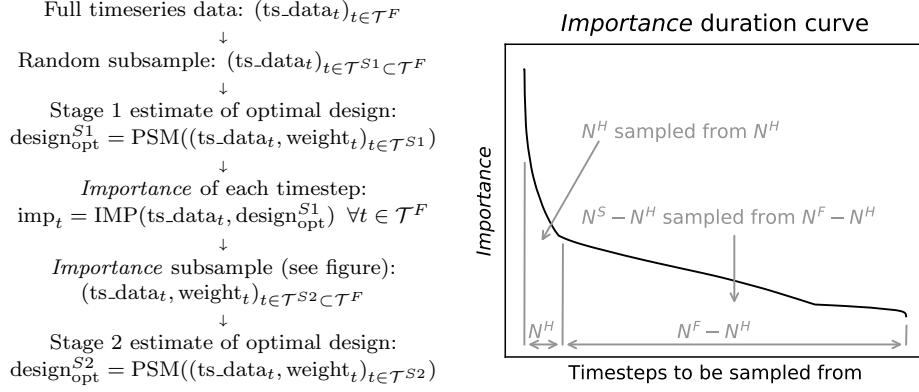 Full timeseries data: (ts_data_t)_{t∈𝒯^F}
↓
Random subsample: (ts_data_t)_{t∈𝒯^{S1}⊂𝒯^F}
↓
Stage 1 estimate of optimal design:
design_opt^{S1} = PSM((ts_data_t, weight_t)_{t∈𝒯^{S1}})
↓
Importance of each timestep:
imp_t = IMP(ts_data_t, design_opt^{S1}) ∀t ∈ 𝒯^F
↓
Importance subsample (see figure):
(ts_data_t, weight_t)_{t∈𝒯^{S2}⊂𝒯^F}
↓
Stage 2 estimate of optimal design:
design_opt^{S2} = PSM((ts_data_t, weight_t)_{t∈𝒯^{S2}})
Importance duration curve
Importance
N^H sampled from N^H
N^S − N^H sampled from N^F − N^H
N^H
N^F − N^H
Timesteps to be sampled from